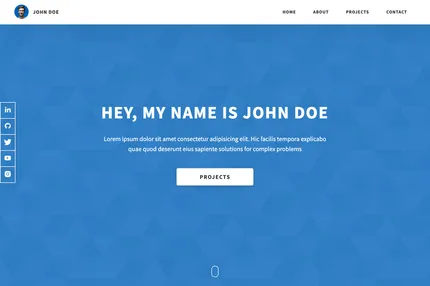 JOHN DOE
HOME ABOUT PROJECTS CONTACT
HEY, MY NAME IS JOHN DOE
Lorem ipsum dolor sit amet consectetur adipisicing elit. Hic facilis tempora explicabo
quae quod deserunt eius sapiente solutions for complex problems
PROJECTS